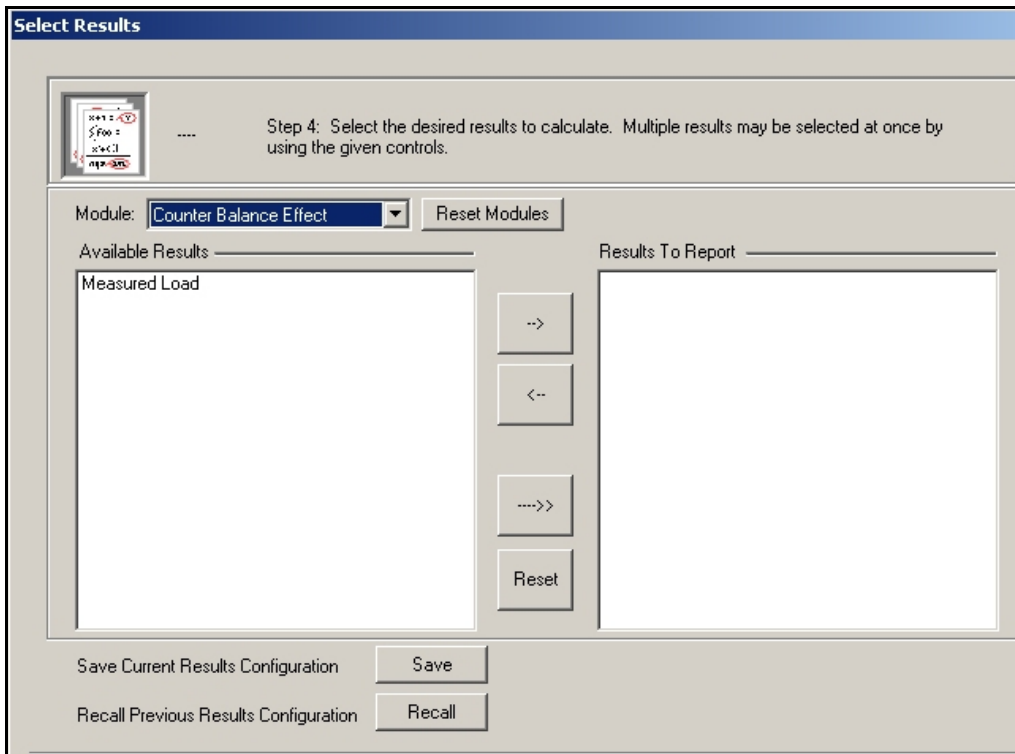 Select Results
----
Step 4: Select the desired results to calculate. Multiple results may be selected at once by
using the given controls.
Module: Counter Balance Effect Reset Modules
Available Results
Results To Report
Measured Load
-->
<--
---->>
Reset
Save Current Results Configuration Save
Recall Previous Results Configuration Recall